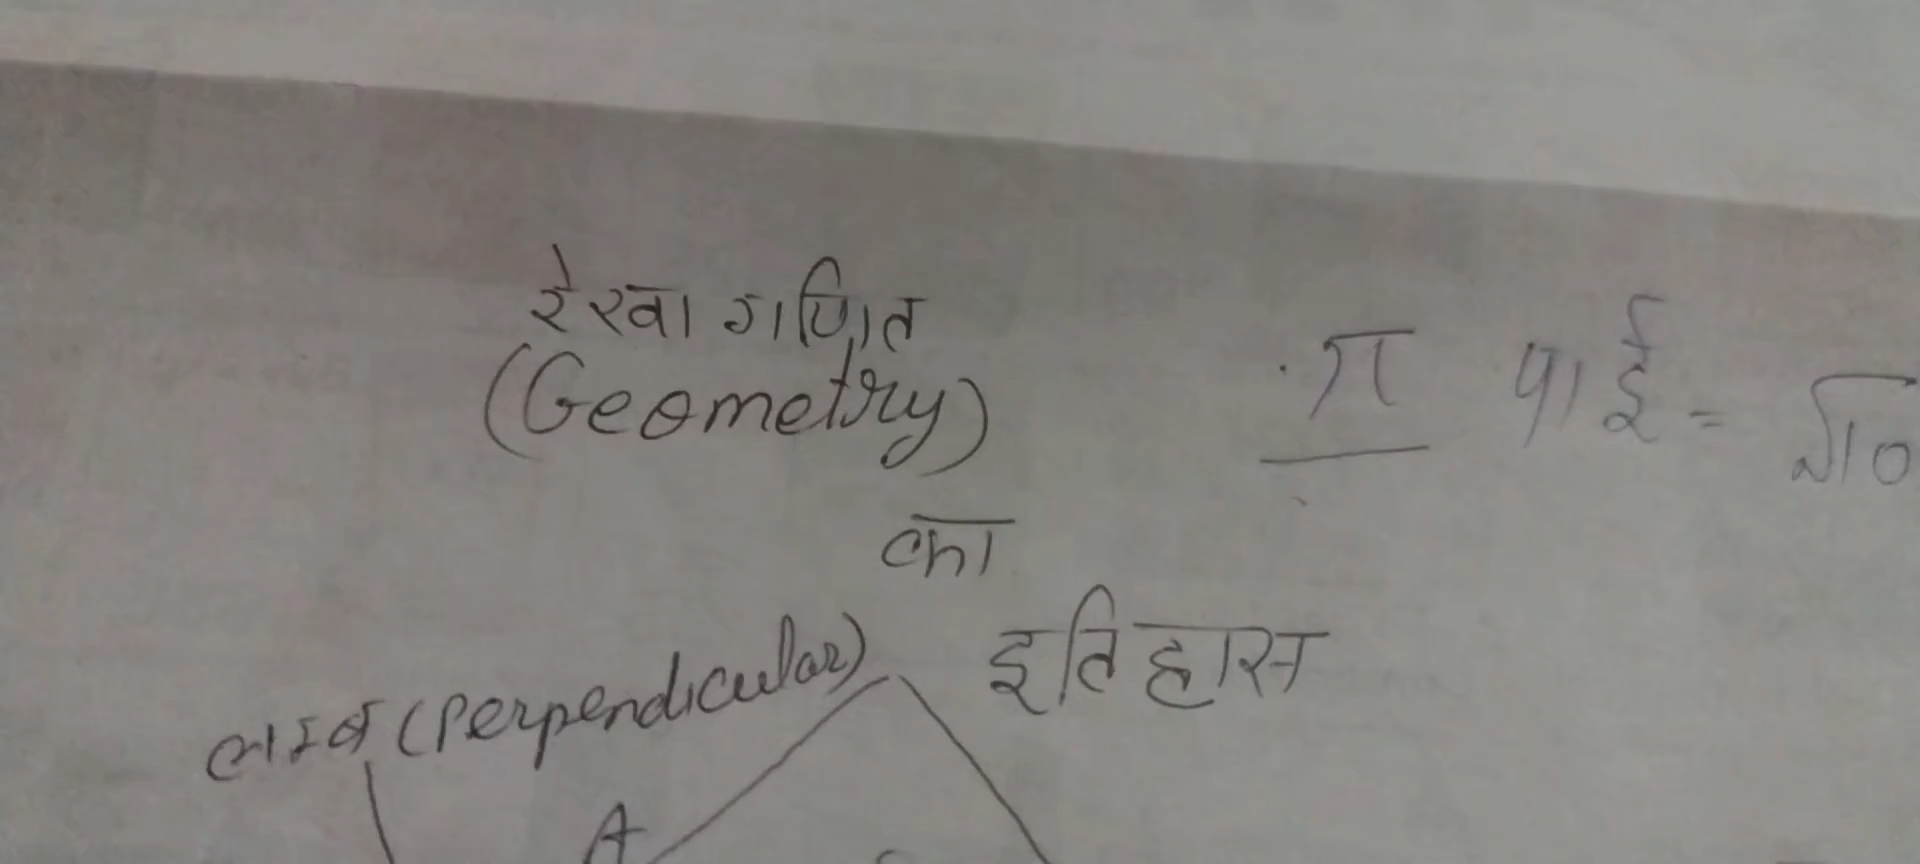 रेखा गणित
(Geometry)
π पाई = √10
का
इतिहास
लम्ब (Perpendicular)
A